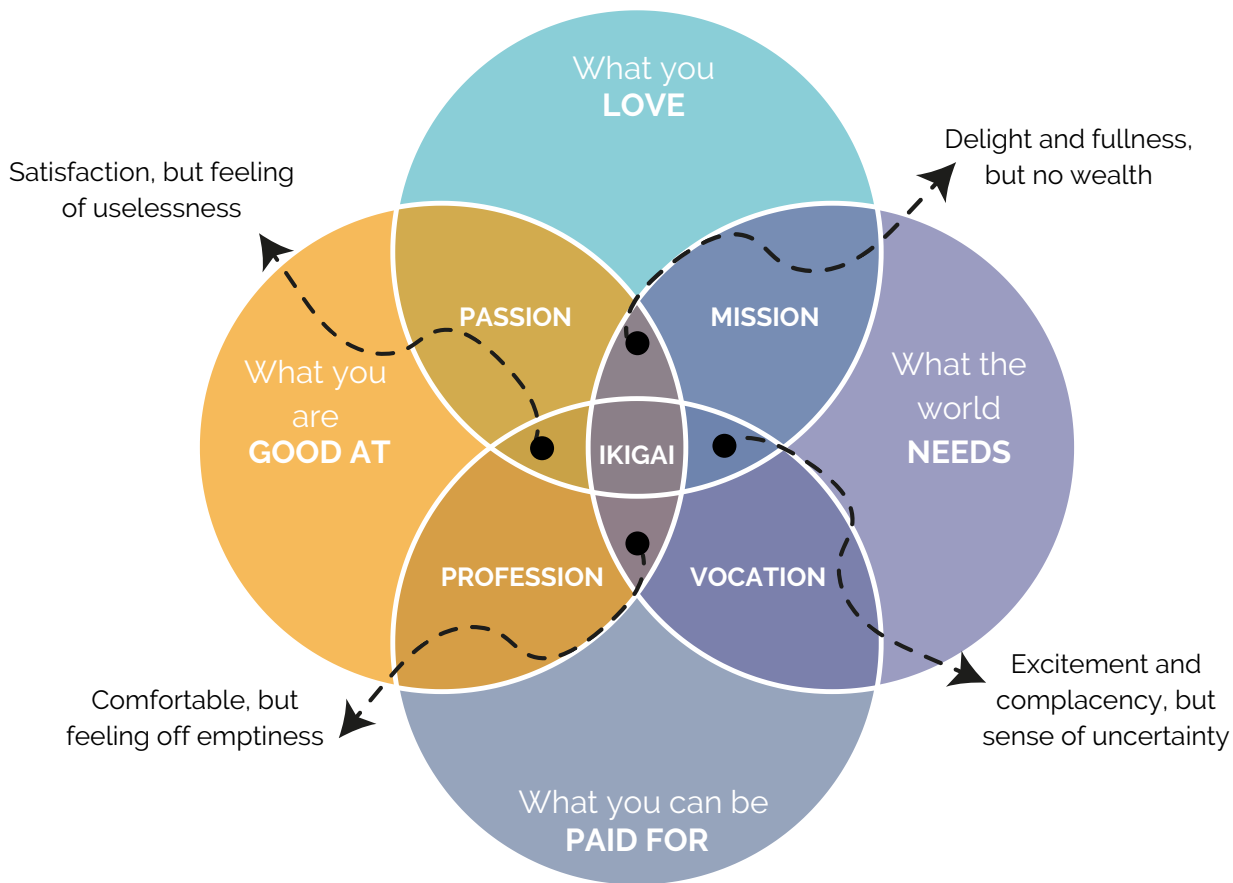 What you
LOVE
Delight and fullness,
but no wealth
Satisfaction, but feeling
of uselessness
PASSION
MISSION
What you
are
GOOD AT
What the
world
NEEDS
IKIGAI
PROFESSION
VOCATION
Comfortable, but
feeling off emptiness
Excitement and
complacency, but
sense of uncertainty
What you can be
PAID FOR